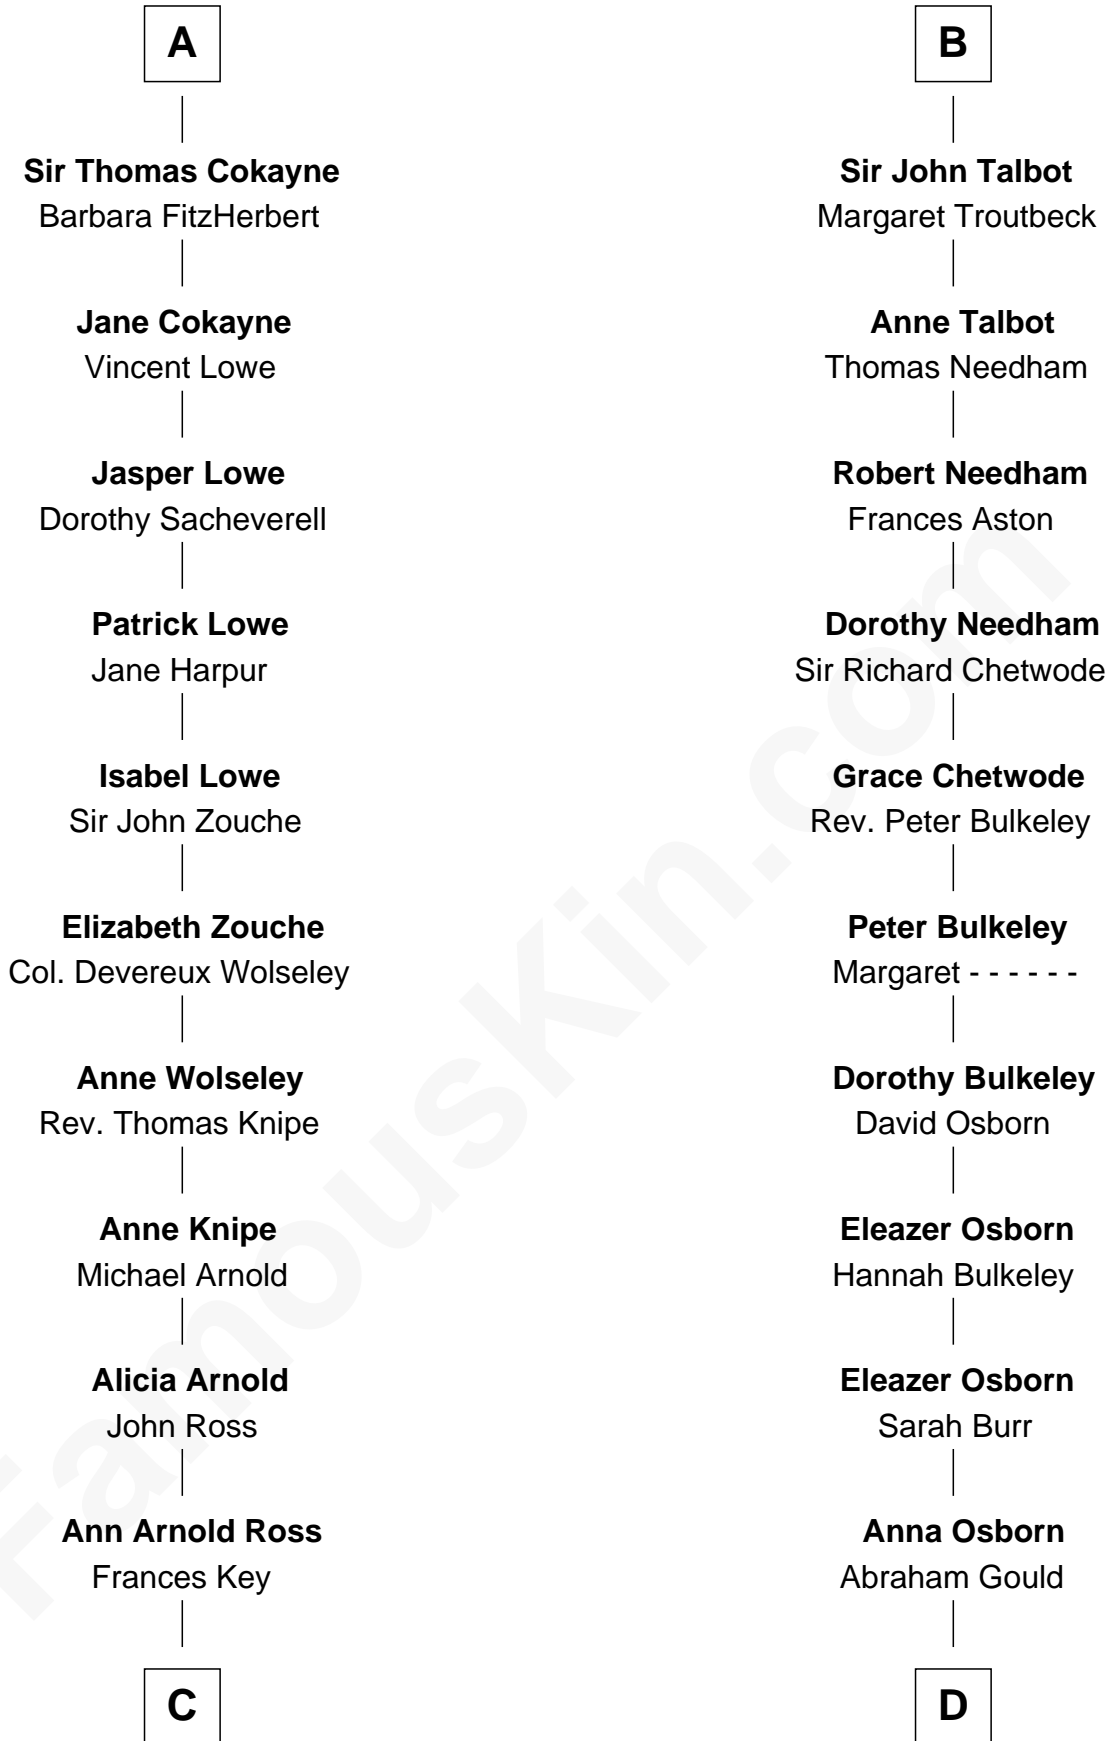 A
Sir Thomas Cokayne
Barbara FitzHerbert
Jane Cokayne
Vincent Lowe
Jasper Lowe
Dorothy Sacheverell
Patrick Lowe
Jane Harpur
Isabel Lowe
Sir John Zouche
Elizabeth Zouche
Col. Devereux Wolseley
Anne Wolseley
Rev. Thomas Knipe
Anne Knipe
Michael Arnold
Alicia Arnold
John Ross
Ann Arnold Ross
Frances Key
C
B
Sir John Talbot
Margaret Troutbeck
Anne Talbot
Thomas Needham
Robert Needham
Frances Aston
Dorothy Needham
Sir Richard Chetwode
Grace Chetwode
Rev. Peter Bulkeley
Peter Bulkeley
Margaret - - - - - -
Dorothy Bulkeley
David Osborn
Eleazer Osborn
Hannah Bulkeley
Eleazer Osborn
Sarah Burr
Anna Osborn
Abraham Gould
D
FamousKin.com